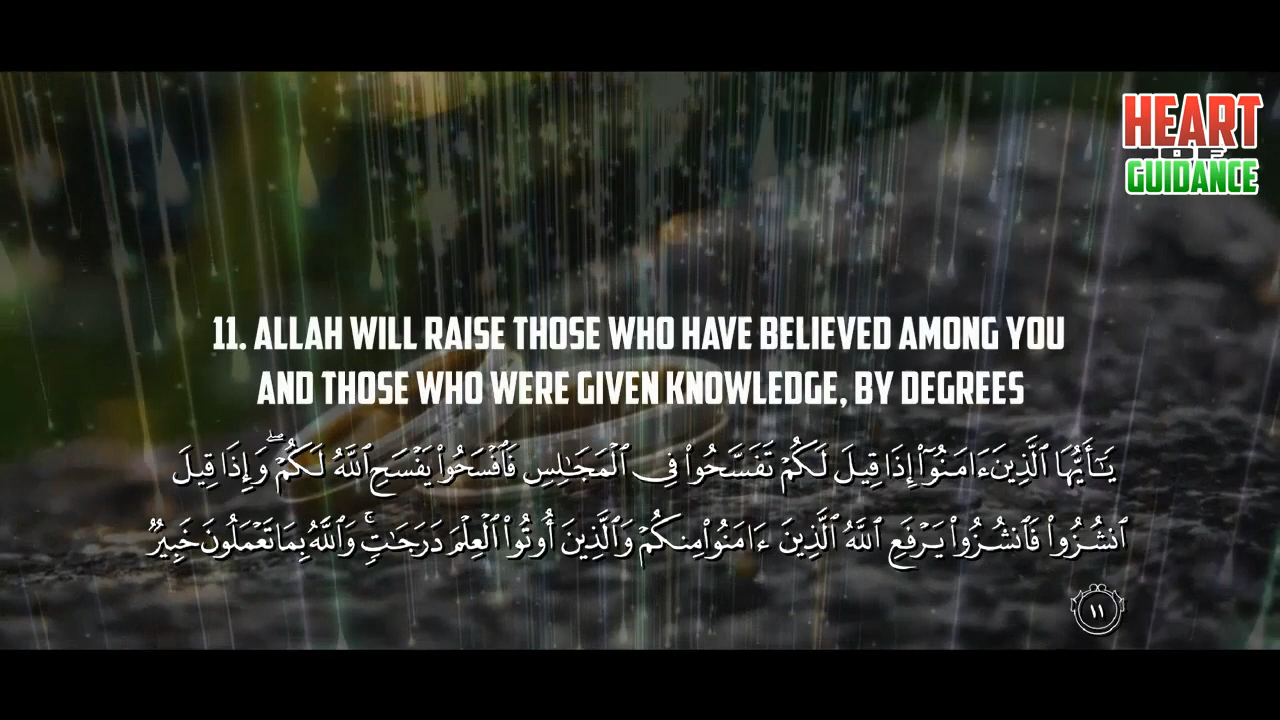 HEART
OF
GUIDANCE
11. ALLAH WILL RAISE THOSE WHO HAVE BELIEVED AMONG YOU
AND THOSE WHO WERE GIVEN KNOWLEDGE, BY DEGREES
يَـٰٓأَيُّهَا ٱلَّذِينَ ءَامَنُوٓا۟ إِذَا قِيلَ لَكُمْ تَفَسَّحُوا۟ فِى ٱلْمَجَـٰلِسِ فَٱفْسَحُوا۟ يَفْسَحِ ٱللَّهُ لَكُمْ ۖ وَإِذَا قِيلَ
ٱنشُزُوا۟ فَٱنشُزُوا۟ يَرْفَعِ ٱللَّهُ ٱلَّذِينَ ءَامَنُوا۟ مِنكُمْ وَٱلَّذِينَ أُوتُوا۟ ٱلْعِلْمَ دَرَجَـٰتٍ ۚ وَٱللَّهُ بِمَا تَعْمَلُونَ خَبِيرٌ
١١